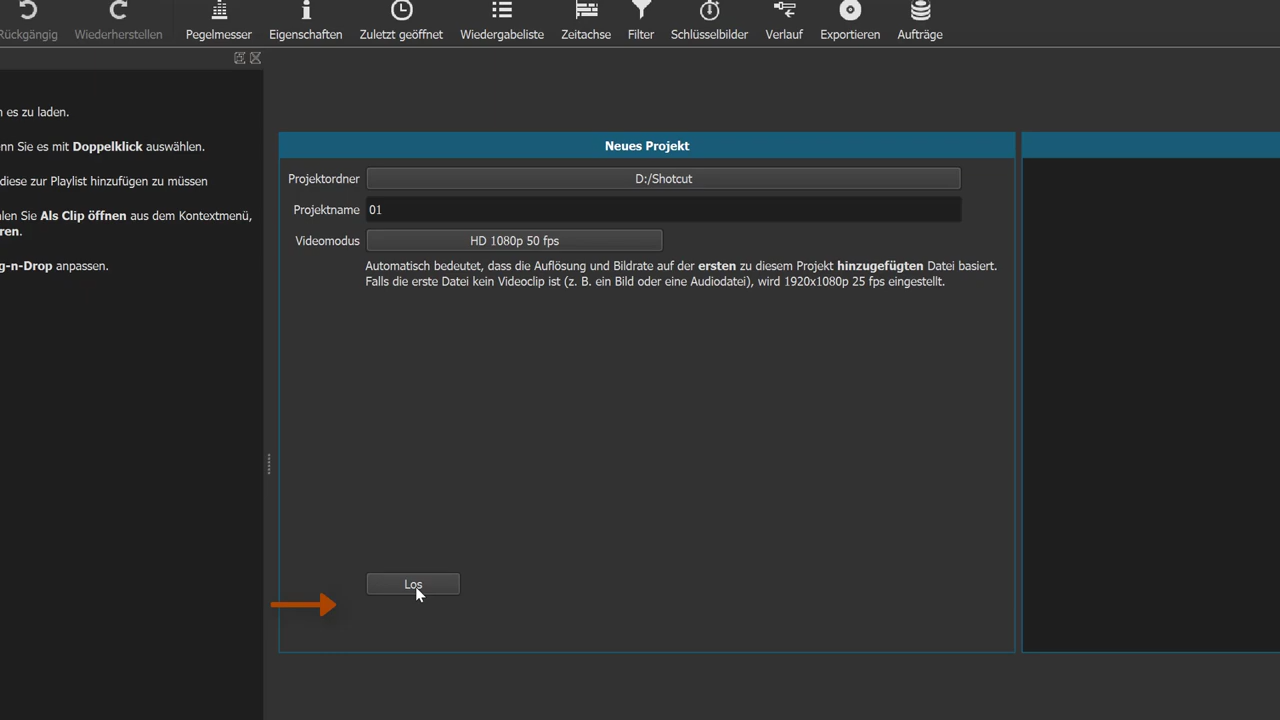 Rückgängig Wiederherstellen Pegelmesser Eigenschaften Zuletzt geöffnet Wiedergabeliste Zeitachse Filter Schlüsselbilder Verlauf Exportieren Aufträge
es zu laden.
Sie es mit Doppelklick auswählen.
diese zur Playlist hinzufügen zu müssen
Sie Als Clip öffnen aus dem Kontextmenü,
anpassen.
Neues Projekt
Projektordner D:/Shotcut
Projektname 01
Videomodus HD 1080p 50 fps
Automatisch bedeutet, dass die Auflösung und Bildrate auf der ersten zu diesem Projekt hinzugefügten Datei basiert.
Falls die erste Datei kein Videoclip ist (z. B. ein Bild oder eine Audiodatei), wird 1920x1080p 25 fps eingestellt.
Los